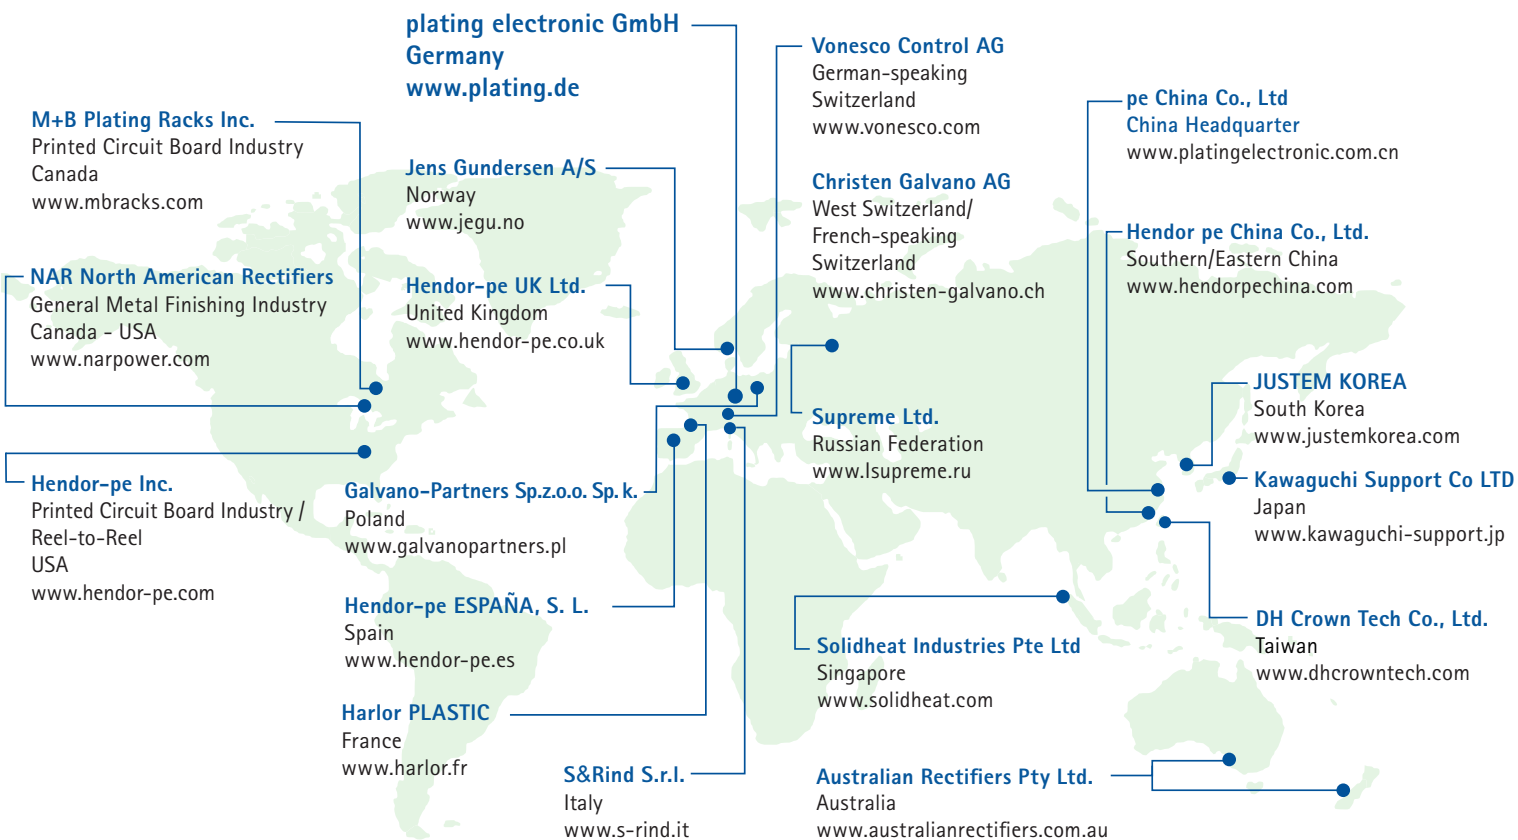 plating electronic GmbH
Germany
www.plating.de
M+B Plating Racks Inc.
Printed Circuit Board Industry
Canada
www.mbracks.com
NAR North American Rectifiers
General Metal Finishing Industry
Canada - USA
www.narpower.com
Hendor-pe Inc.
Printed Circuit Board Industry /
Reel-to-Reel
USA
www.hendor-pe.com
Jens Gundersen A/S
Norway
www.jegu.no
Hendor-pe UK Ltd.
United Kingdom
www.hendor-pe.co.uk
Galvano-Partners Sp.z.o.o. Sp. k.
Poland
www.galvanopartners.pl
Hendor-pe ESPAÑA, S. L.
Spain
www.hendor-pe.es
Harlor PLASTIC
France
www.harlor.fr
S&Rind S.r.l.
Italy
www.s-rind.it
Vonesco Control AG
German-speaking
Switzerland
www.vonesco.com
Christen Galvano AG
West Switzerland/
French-speaking
Switzerland
www.christen-galvano.ch
Supreme Ltd.
Russian Federation
www.lsupreme.ru
Solidheat Industries Pte Ltd
Singapore
www.solidheat.com
Australian Rectifiers Pty Ltd.
Australia
www.australianrectifiers.com.au
pe China Co., Ltd
China Headquarter
www.platingelectronic.com.cn
Hendor pe China Co., Ltd.
Southern/Eastern China
www.hendorpechina.com
JUSTEM KOREA
South Korea
www.justemkorea.com
Kawaguchi Support Co LTD
Japan
www.kawaguchi-support.jp
DH Crown Tech Co., Ltd.
Taiwan
www.dhcrowntech.com